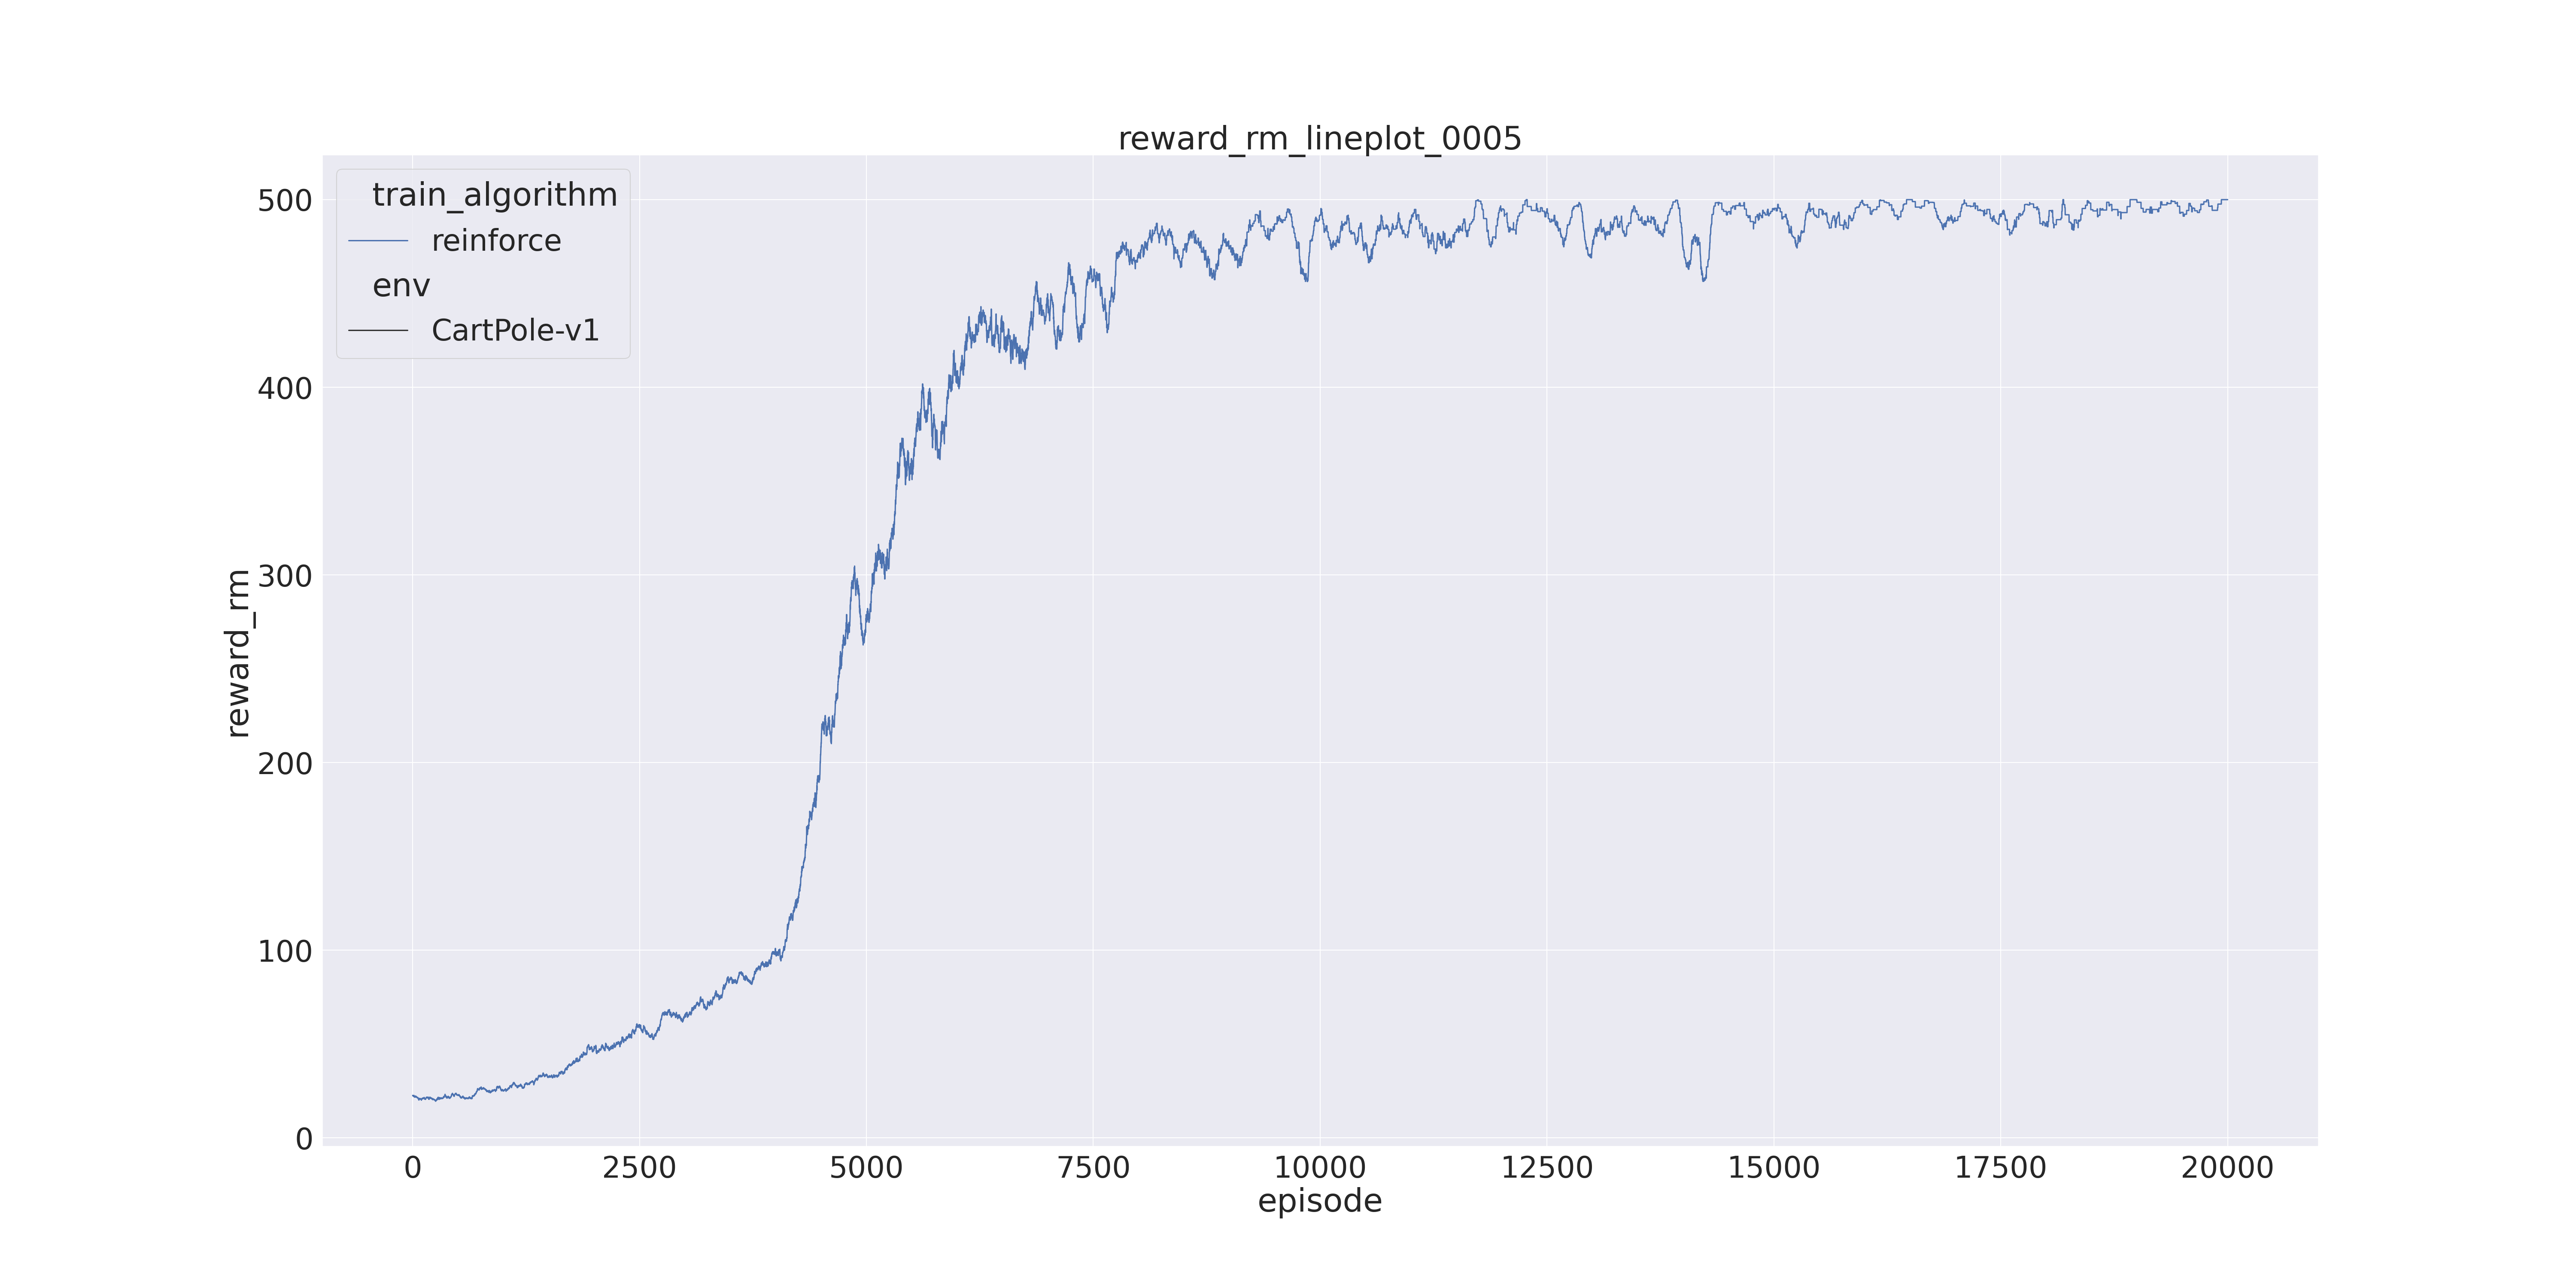 reward_rm_lineplot_0005
train_algorithm
reinforce
env
CartPole-v1
500
400
300
200
100
0
reward_rm
0 2500 5000 7500 10000 12500 15000 17500 20000
episode